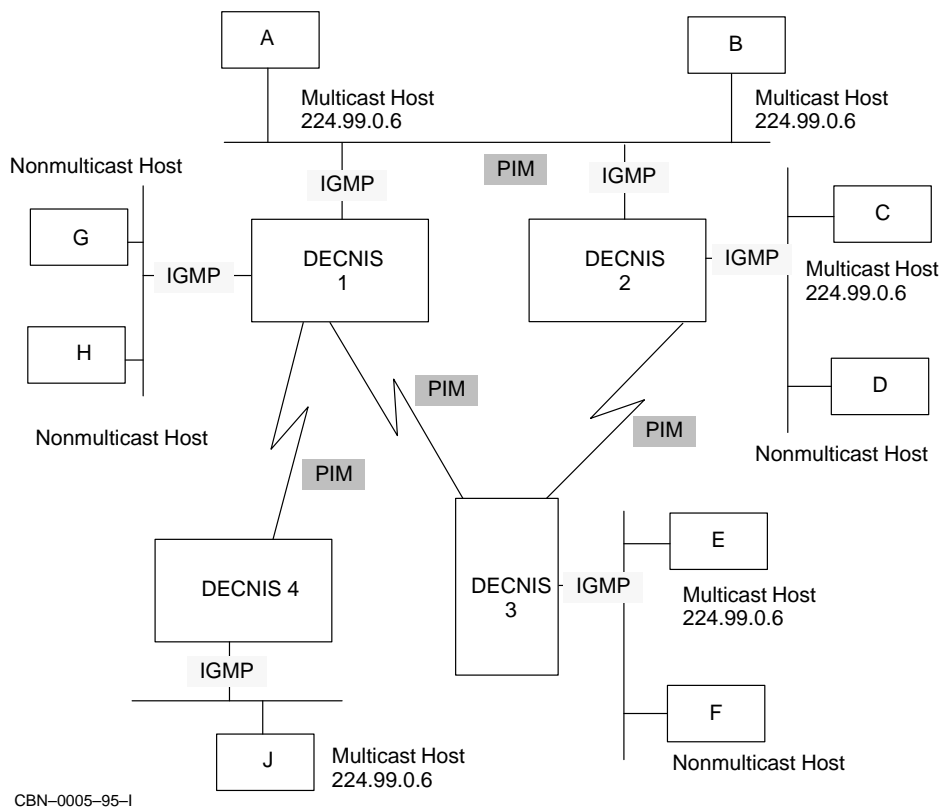 A
B
Multicast Host
224.99.0.6
Multicast Host
224.99.0.6
Nonmulticast Host
PIM
IGMP
IGMP
G
C
DECNIS
1
DECNIS
2
IGMP
IGMP
Multicast Host
224.99.0.6
H
D
PIM
PIM
Nonmulticast Host
Nonmulticast Host
PIM
E
DECNIS 4
DECNIS
3
IGMP
Multicast Host
224.99.0.6
IGMP
F
J
Multicast Host
224.99.0.6
Nonmulticast Host
CBN–0005–95–I